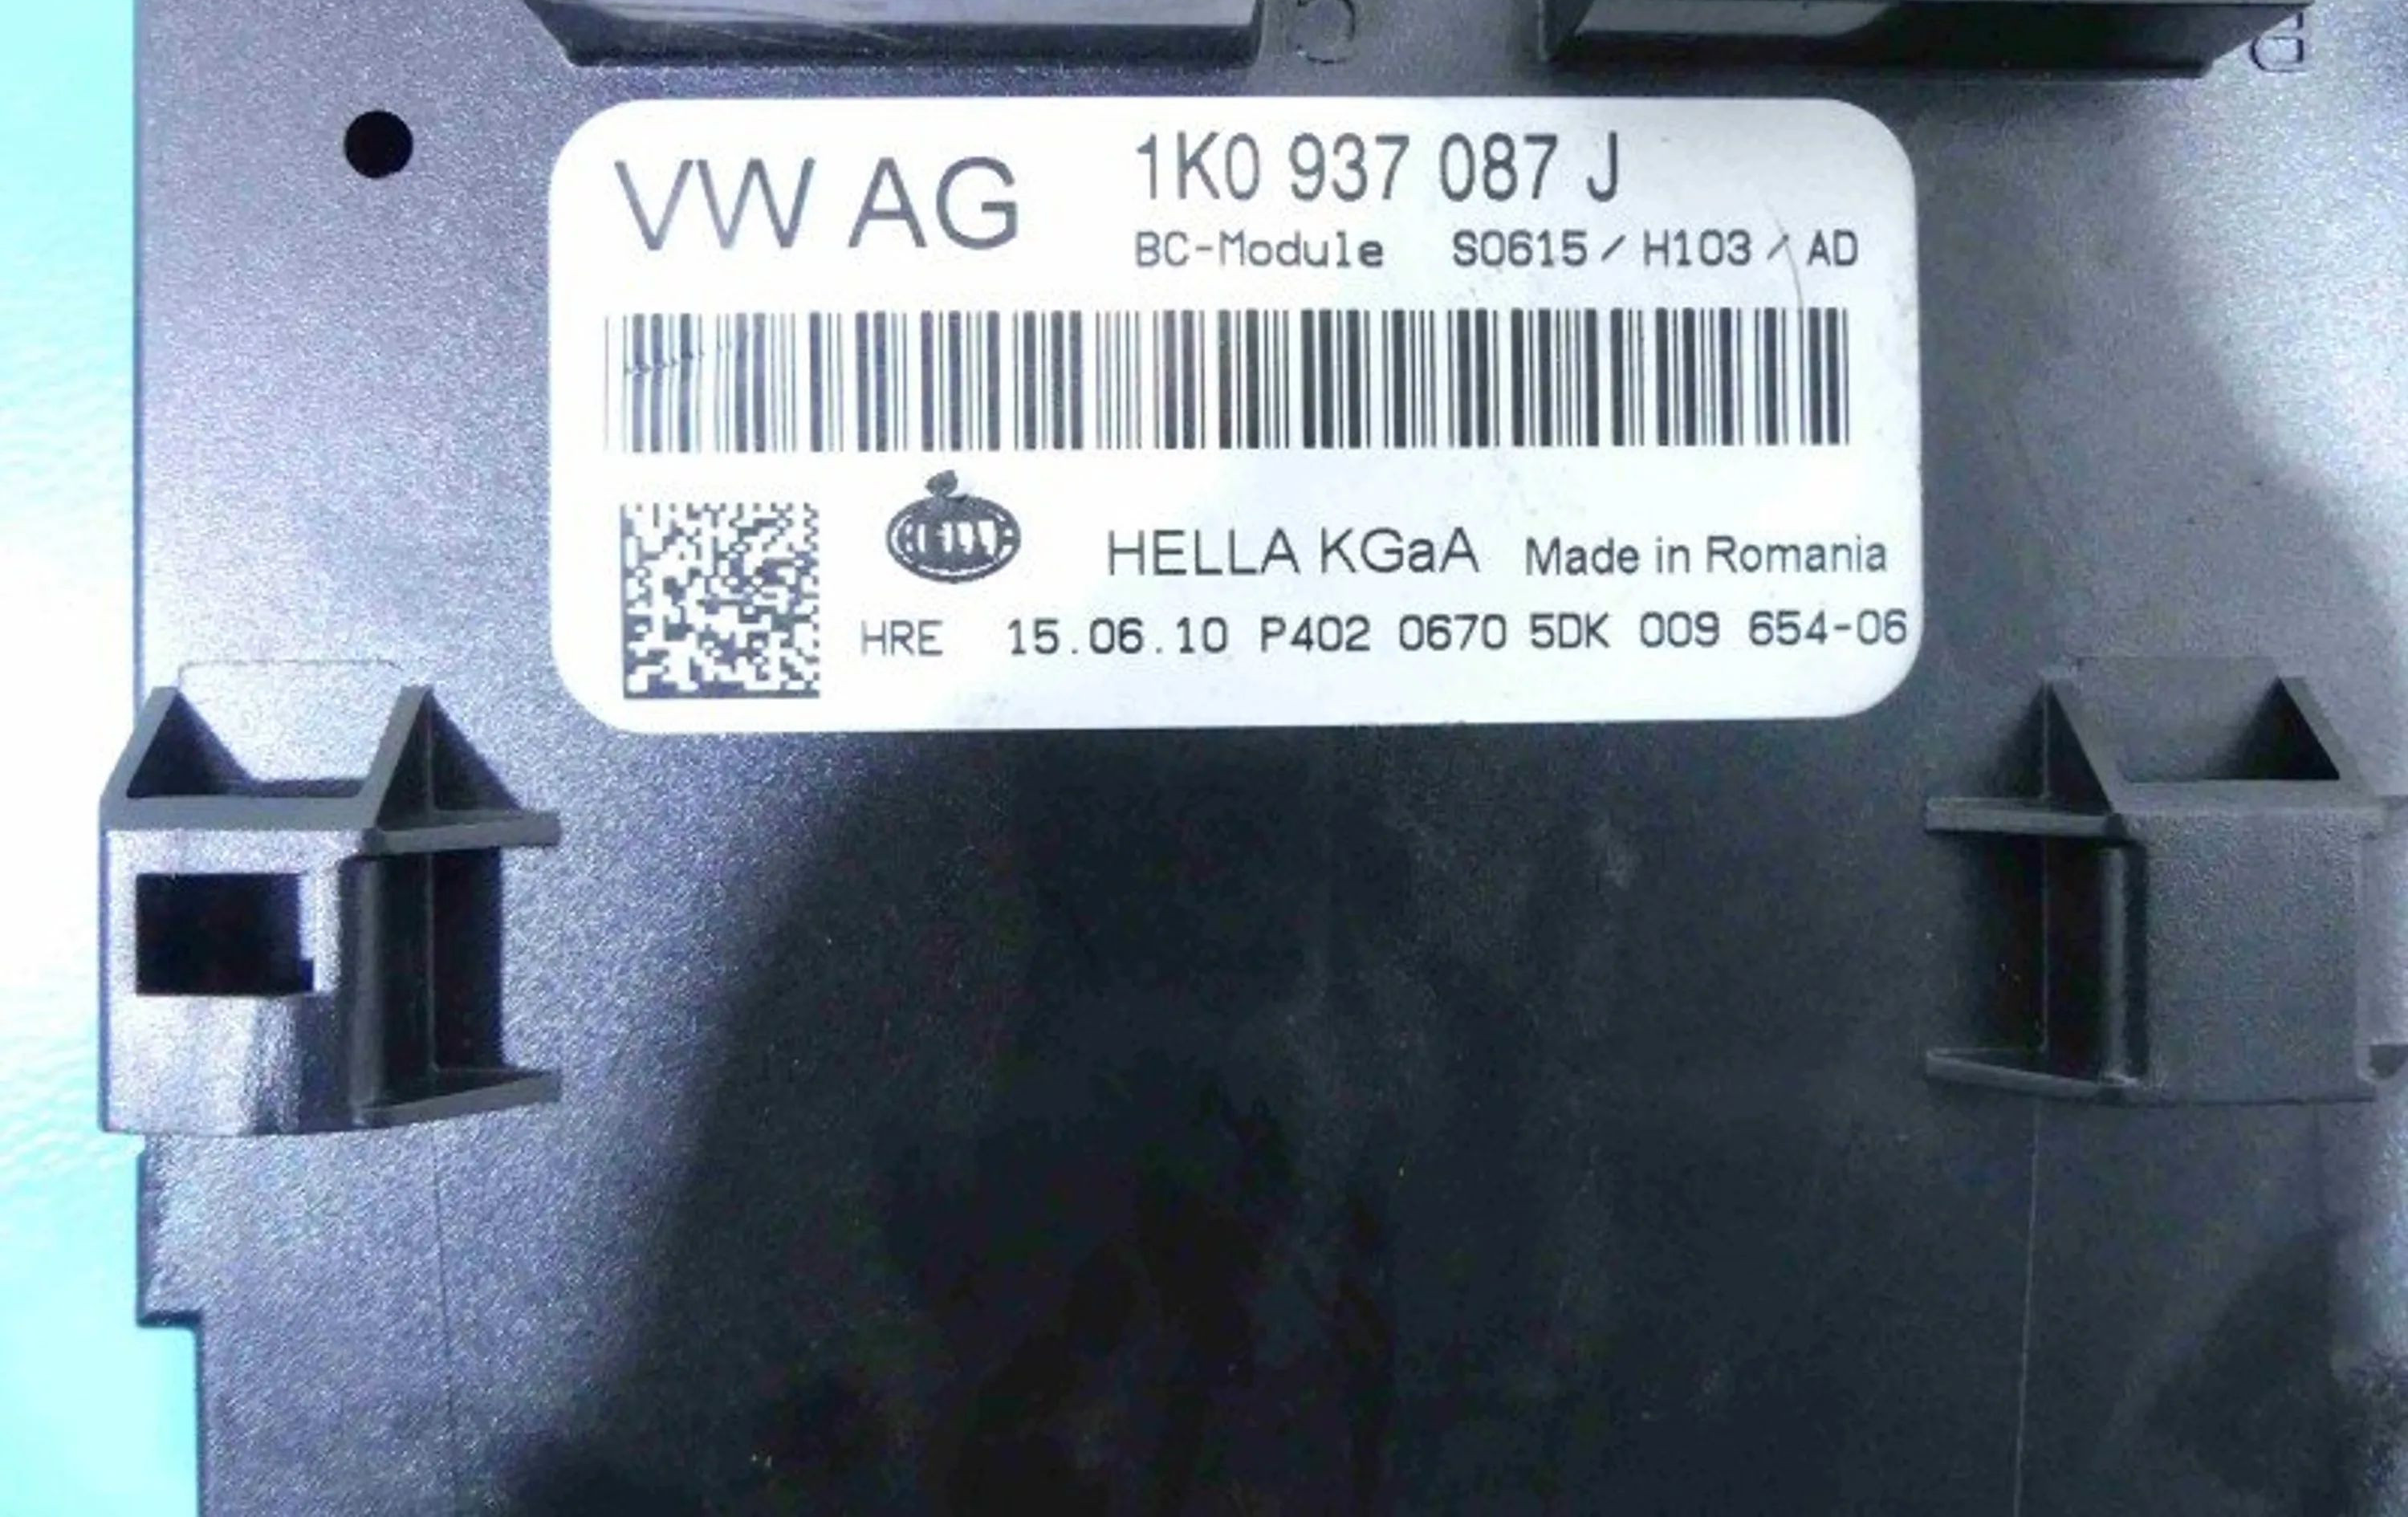 VW AG
1K0 937 087 J
BC-Module S0615 / H103 / AD
HELLA
HELLA KGaA Made in Romania
HRE 15.06.10 P402 0670 5DK 009 654-06